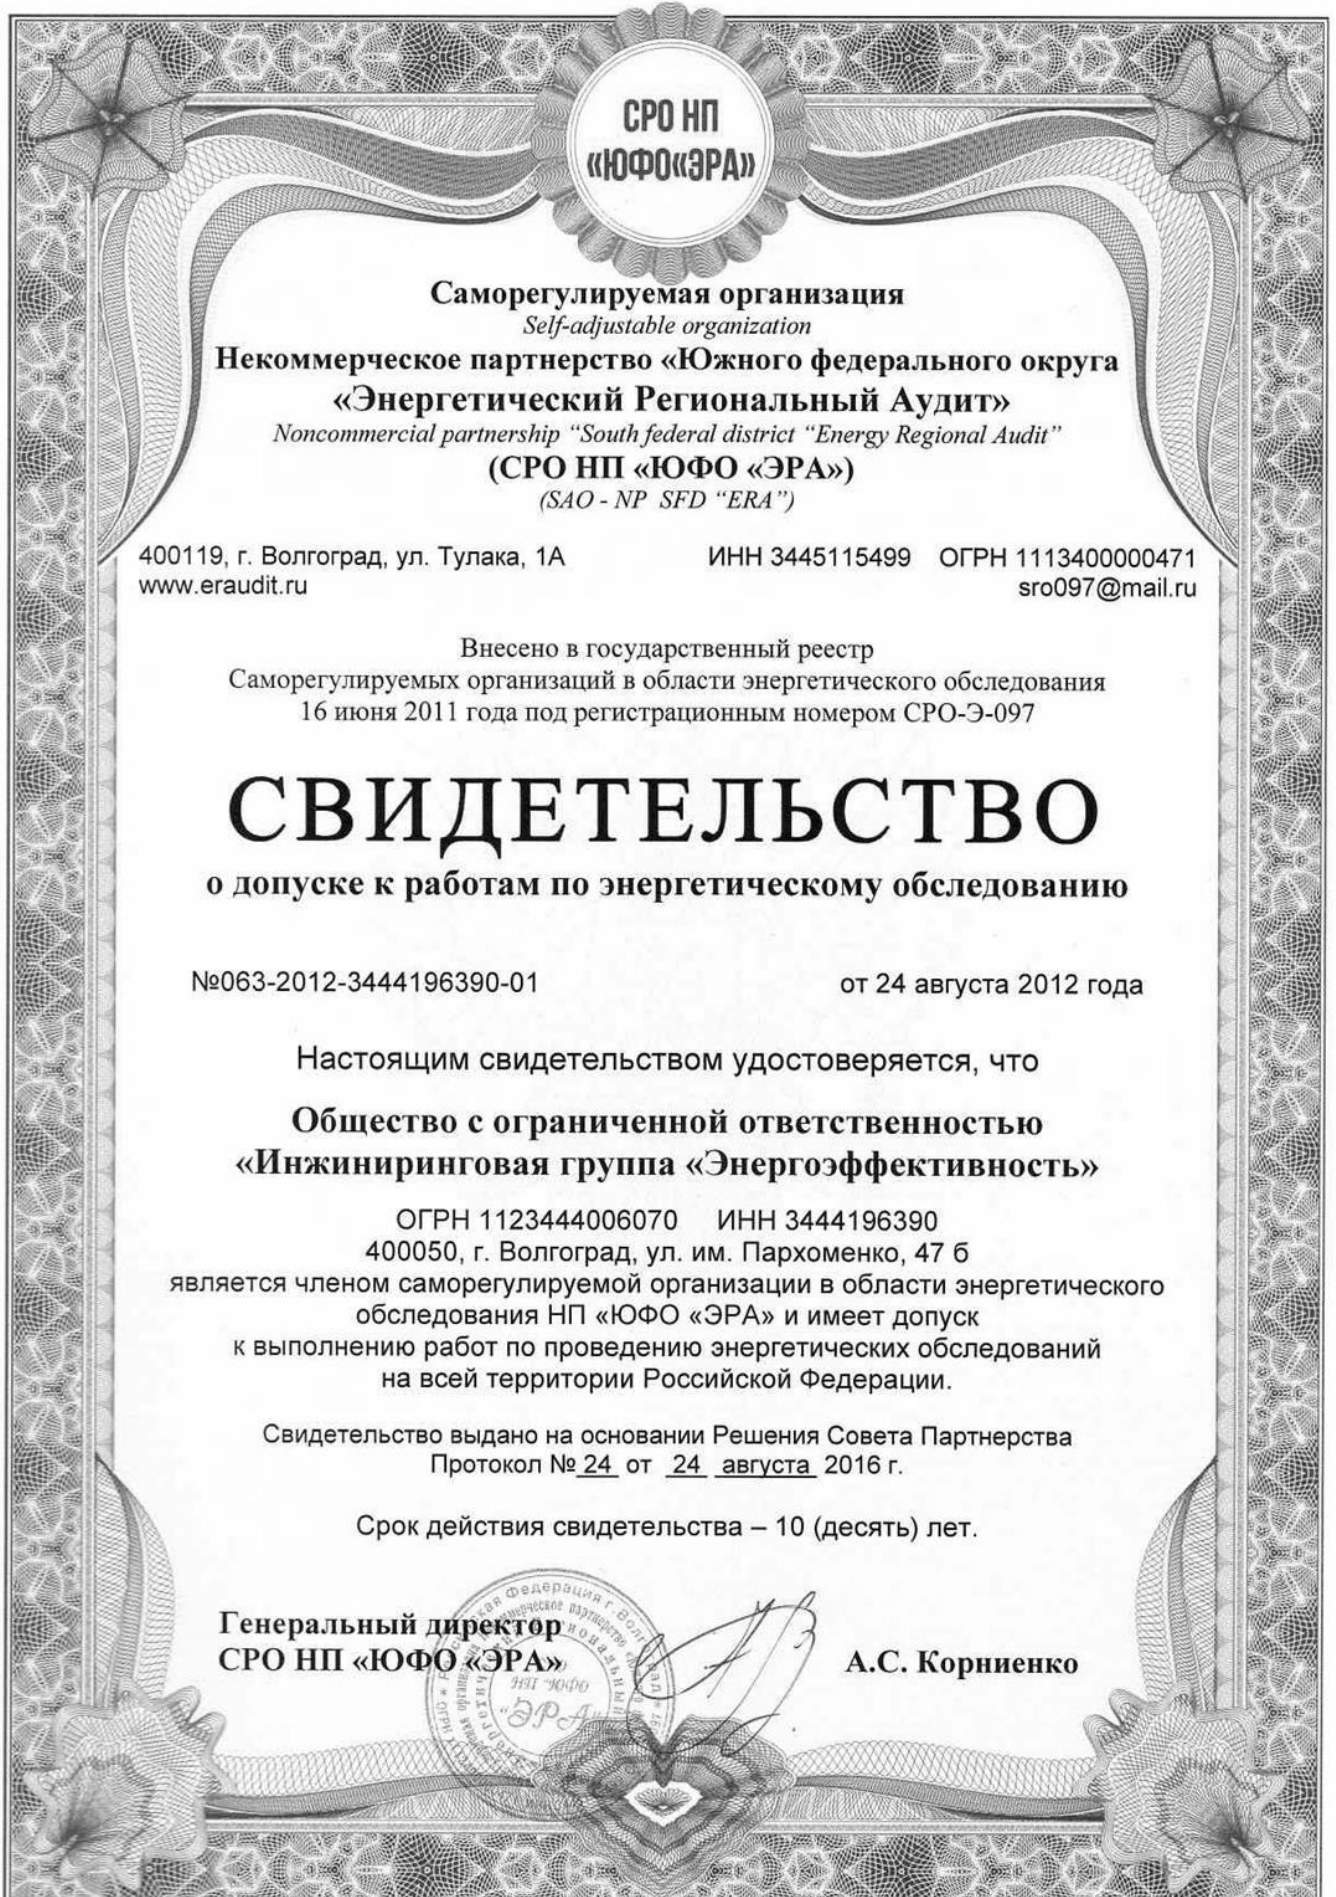 СРО НП
«ЮФО«ЭРА»
Саморегулируемая организация
Self-adjustable organization
Некоммерческое партнерство «Южного федерального округа
«Энергетический Региональный Аудит»
Noncommercial partnership “South federal district “Energy Regional Audit”
(СРО НП «ЮФО «ЭРА»)
(SAO - NP SFD “ERA”)
400119, г. Волгоград, ул. Тулака, 1А ИНН 3445115499 ОГРН 1113400000471
www.eraudit.ru sro097@mail.ru
Внесено в государственный реестр
Саморегулируемых организаций в области энергетического обследования
16 июня 2011 года под регистрационным номером СРО-Э-097
СВИДЕТЕЛЬСТВО
о допуске к работам по энергетическому обследованию
№063-2012-3444196390-01 от 24 августа 2012 года
Настоящим свидетельством удостоверяется, что
Общество с ограниченной ответственностью
«Инжиниринговая группа «Энергоэффективность»
ОГРН 1123444006070 ИНН 3444196390
400050, г. Волгоград, ул. им. Пархоменко, 47 б
является членом саморегулируемой организации в области энергетического
обследования НП «ЮФО «ЭРА» и имеет допуск
к выполнению работ по проведению энергетических обследований
на всей территории Российской Федерации.
Свидетельство выдано на основании Решения Совета Партнерства
Протокол № 24 от 24 августа 2016 г.
Срок действия свидетельства – 10 (десять) лет.
Генеральный директор
СРО НП «ЮФО «ЭРА»
А.С. Корниенко
НП "ЮФО
"ЭРА"